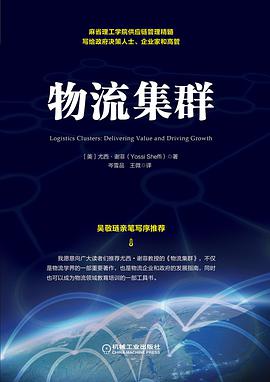 麻省理工学院供应链管理精髓
写给政府决策人士、企业家和高管
物流集群
Logistics Clusters: Delivering Value and Driving Growth
[美] 尤西·谢菲 (Yossi Sheffi) 著
岑雪品 王微 译
吴敬琏亲笔写序推荐
我愿意向广大读者们推荐尤西教授的《物流集群》，不仅
是物流学界的一部重要著作，也是物流企业和政府的发展指南，同时
也可以成为物流领域教育培训的一部工具书。
机械工业出版社
CHINA MACHINE PRESS